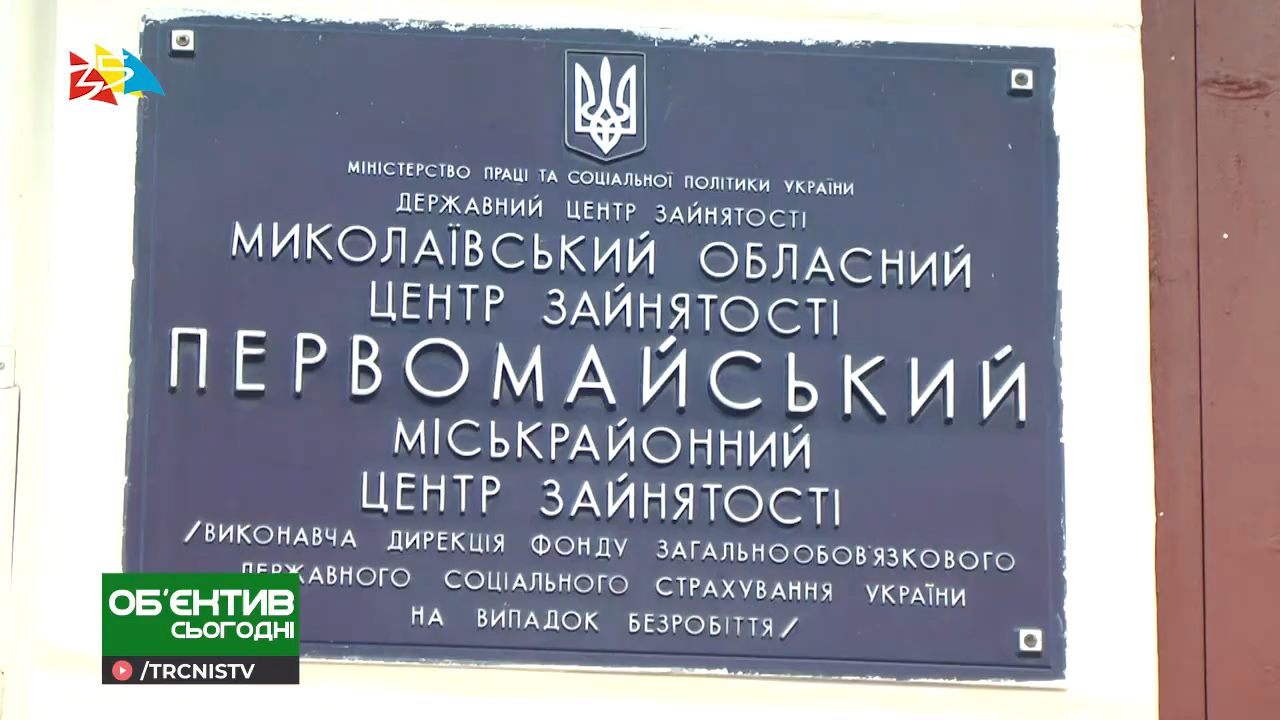 35
МІНІСТЕРСТВО ПРАЦІ ТА СОЦІАЛЬНОЇ ПОЛІТИКИ УКРАЇНИ
ДЕРЖАВНИЙ ЦЕНТР ЗАЙНЯТОСТІ
МИКОЛАЇВСЬКИЙ ОБЛАСНИЙ
ЦЕНТР ЗАЙНЯТОСТІ
ПЕРВОМАЙСЬКИЙ
МІСЬКРАЙОННИЙ
ЦЕНТР ЗАЙНЯТОСТІ
/ВИКОНАВЧА ДИРЕКЦІЯ ФОНДУ ЗАГАЛЬНООБОВ'ЯЗКОВОГО
ДЕРЖАВНОГО СОЦІАЛЬНОГО СТРАХУВАННЯ УКРАЇНИ
НА ВИПАДОК БЕЗРОБІТТЯ/
ОБ'ЄКТИВ
СЬОГОДНІ
/TRCNISTV